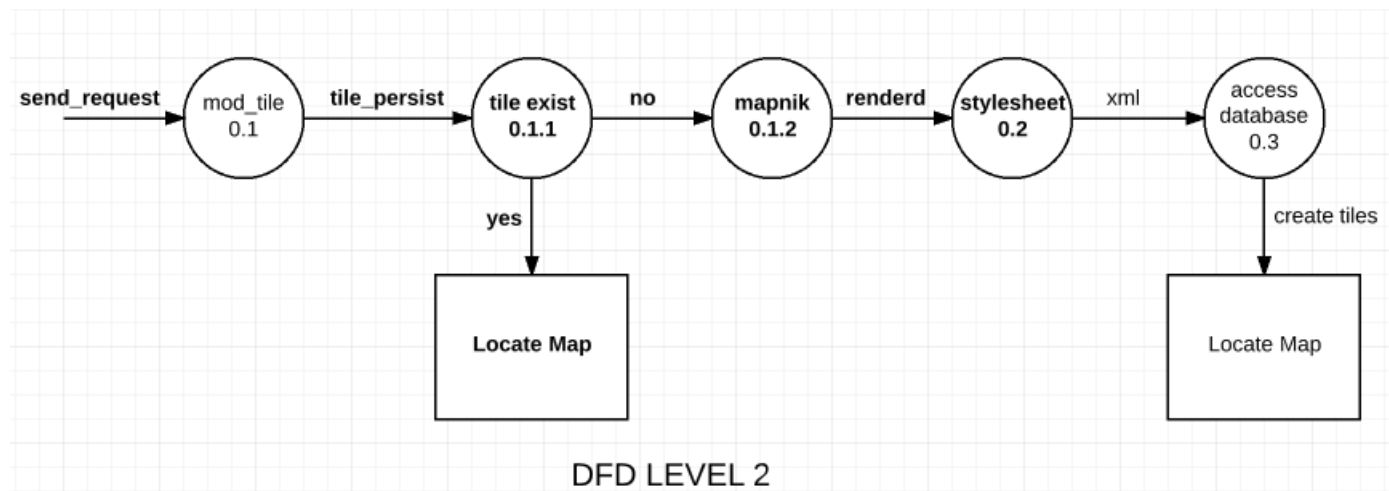 send_request
mod_tile
0.1
tile_persist
tile exist
0.1.1
no
mapnik
0.1.2
renderd
stylesheet
0.2
xml
access
database
0.3
yes
create tiles
Locate Map
Locate Map
DFD LEVEL 2